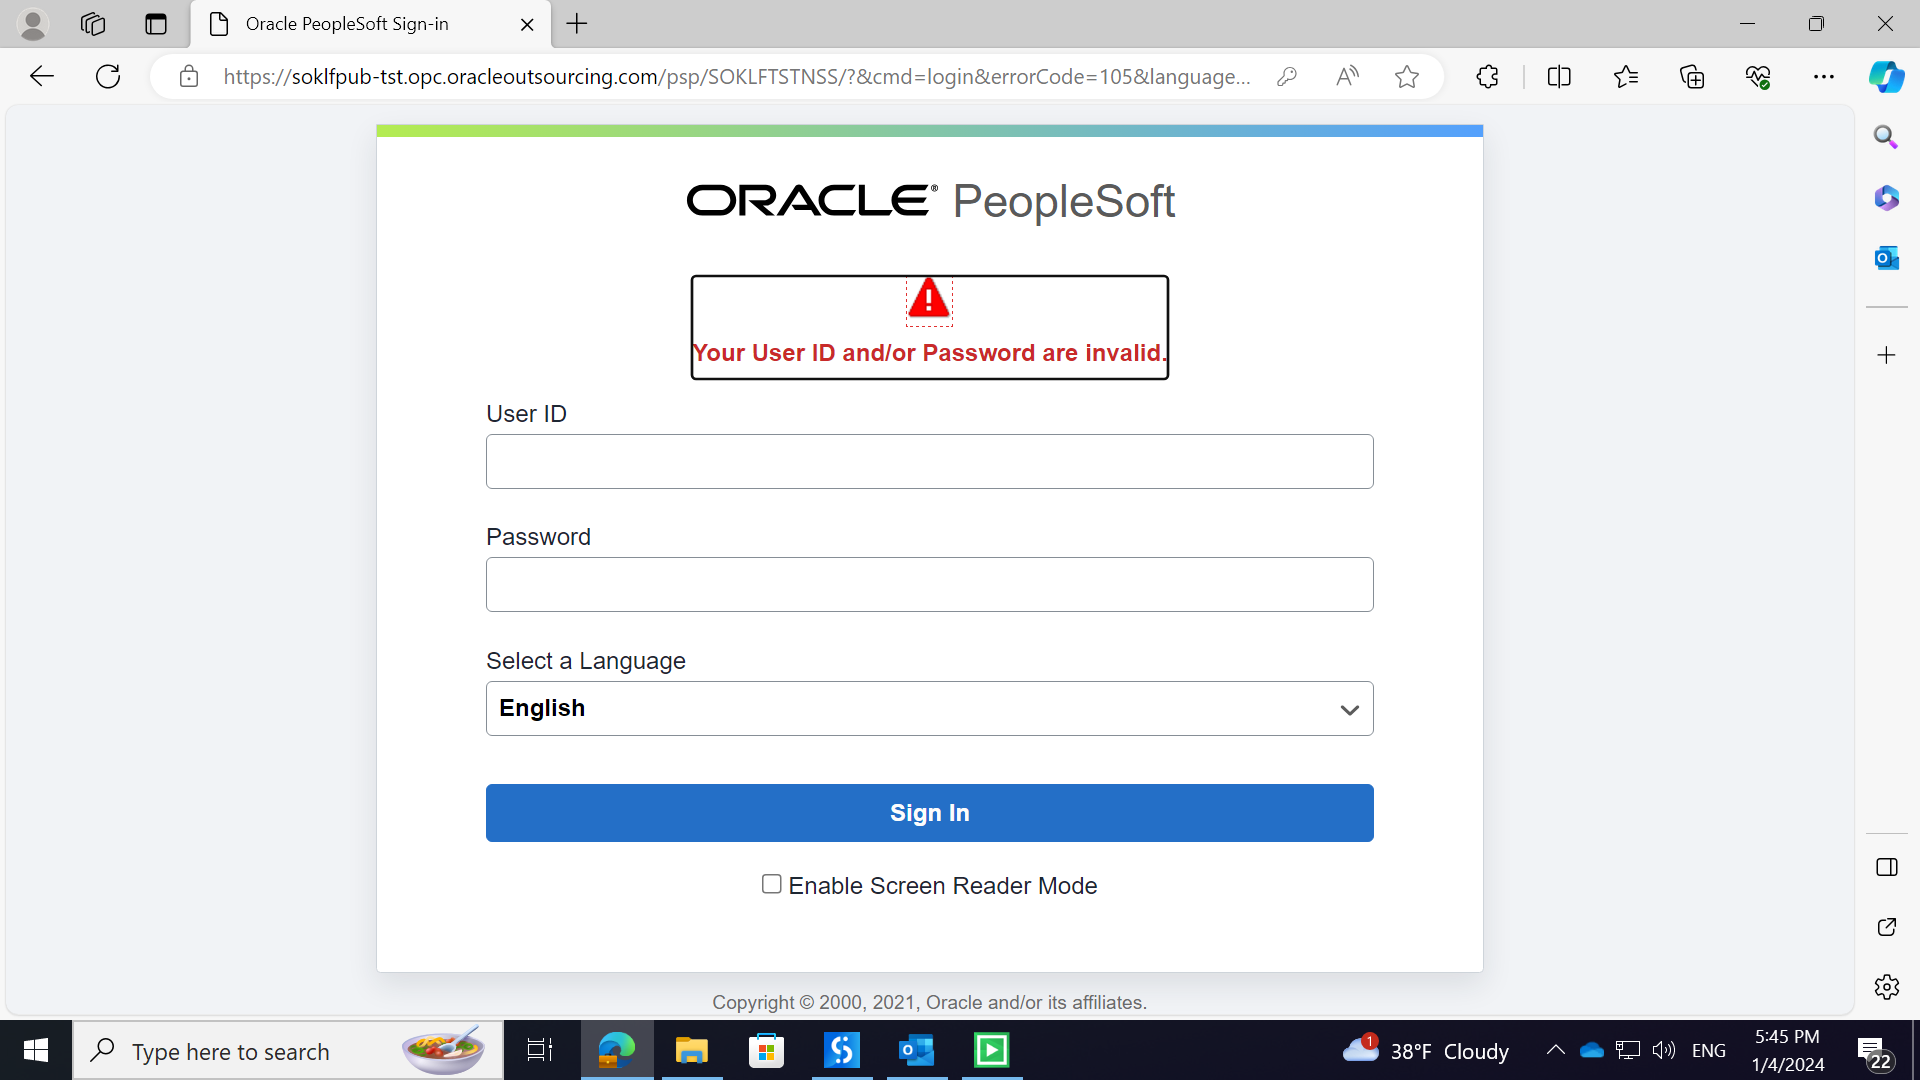 Oracle PeopleSoft Sign-in
https://soklfpub-tst.opc.oracleoutsourcing.com/psp/SOKLFTSTNSS/?&cmd=login&errorCode=105&language...
ORACLE® PeopleSoft
Your User ID and/or Password are invalid.
User ID
Password
Select a Language
English
Sign In
Enable Screen Reader Mode
Copyright © 2000, 2021, Oracle and/or its affiliates.
Type here to search
1
38°F Cloudy
ENG
5:45 PM
1/4/2024
22